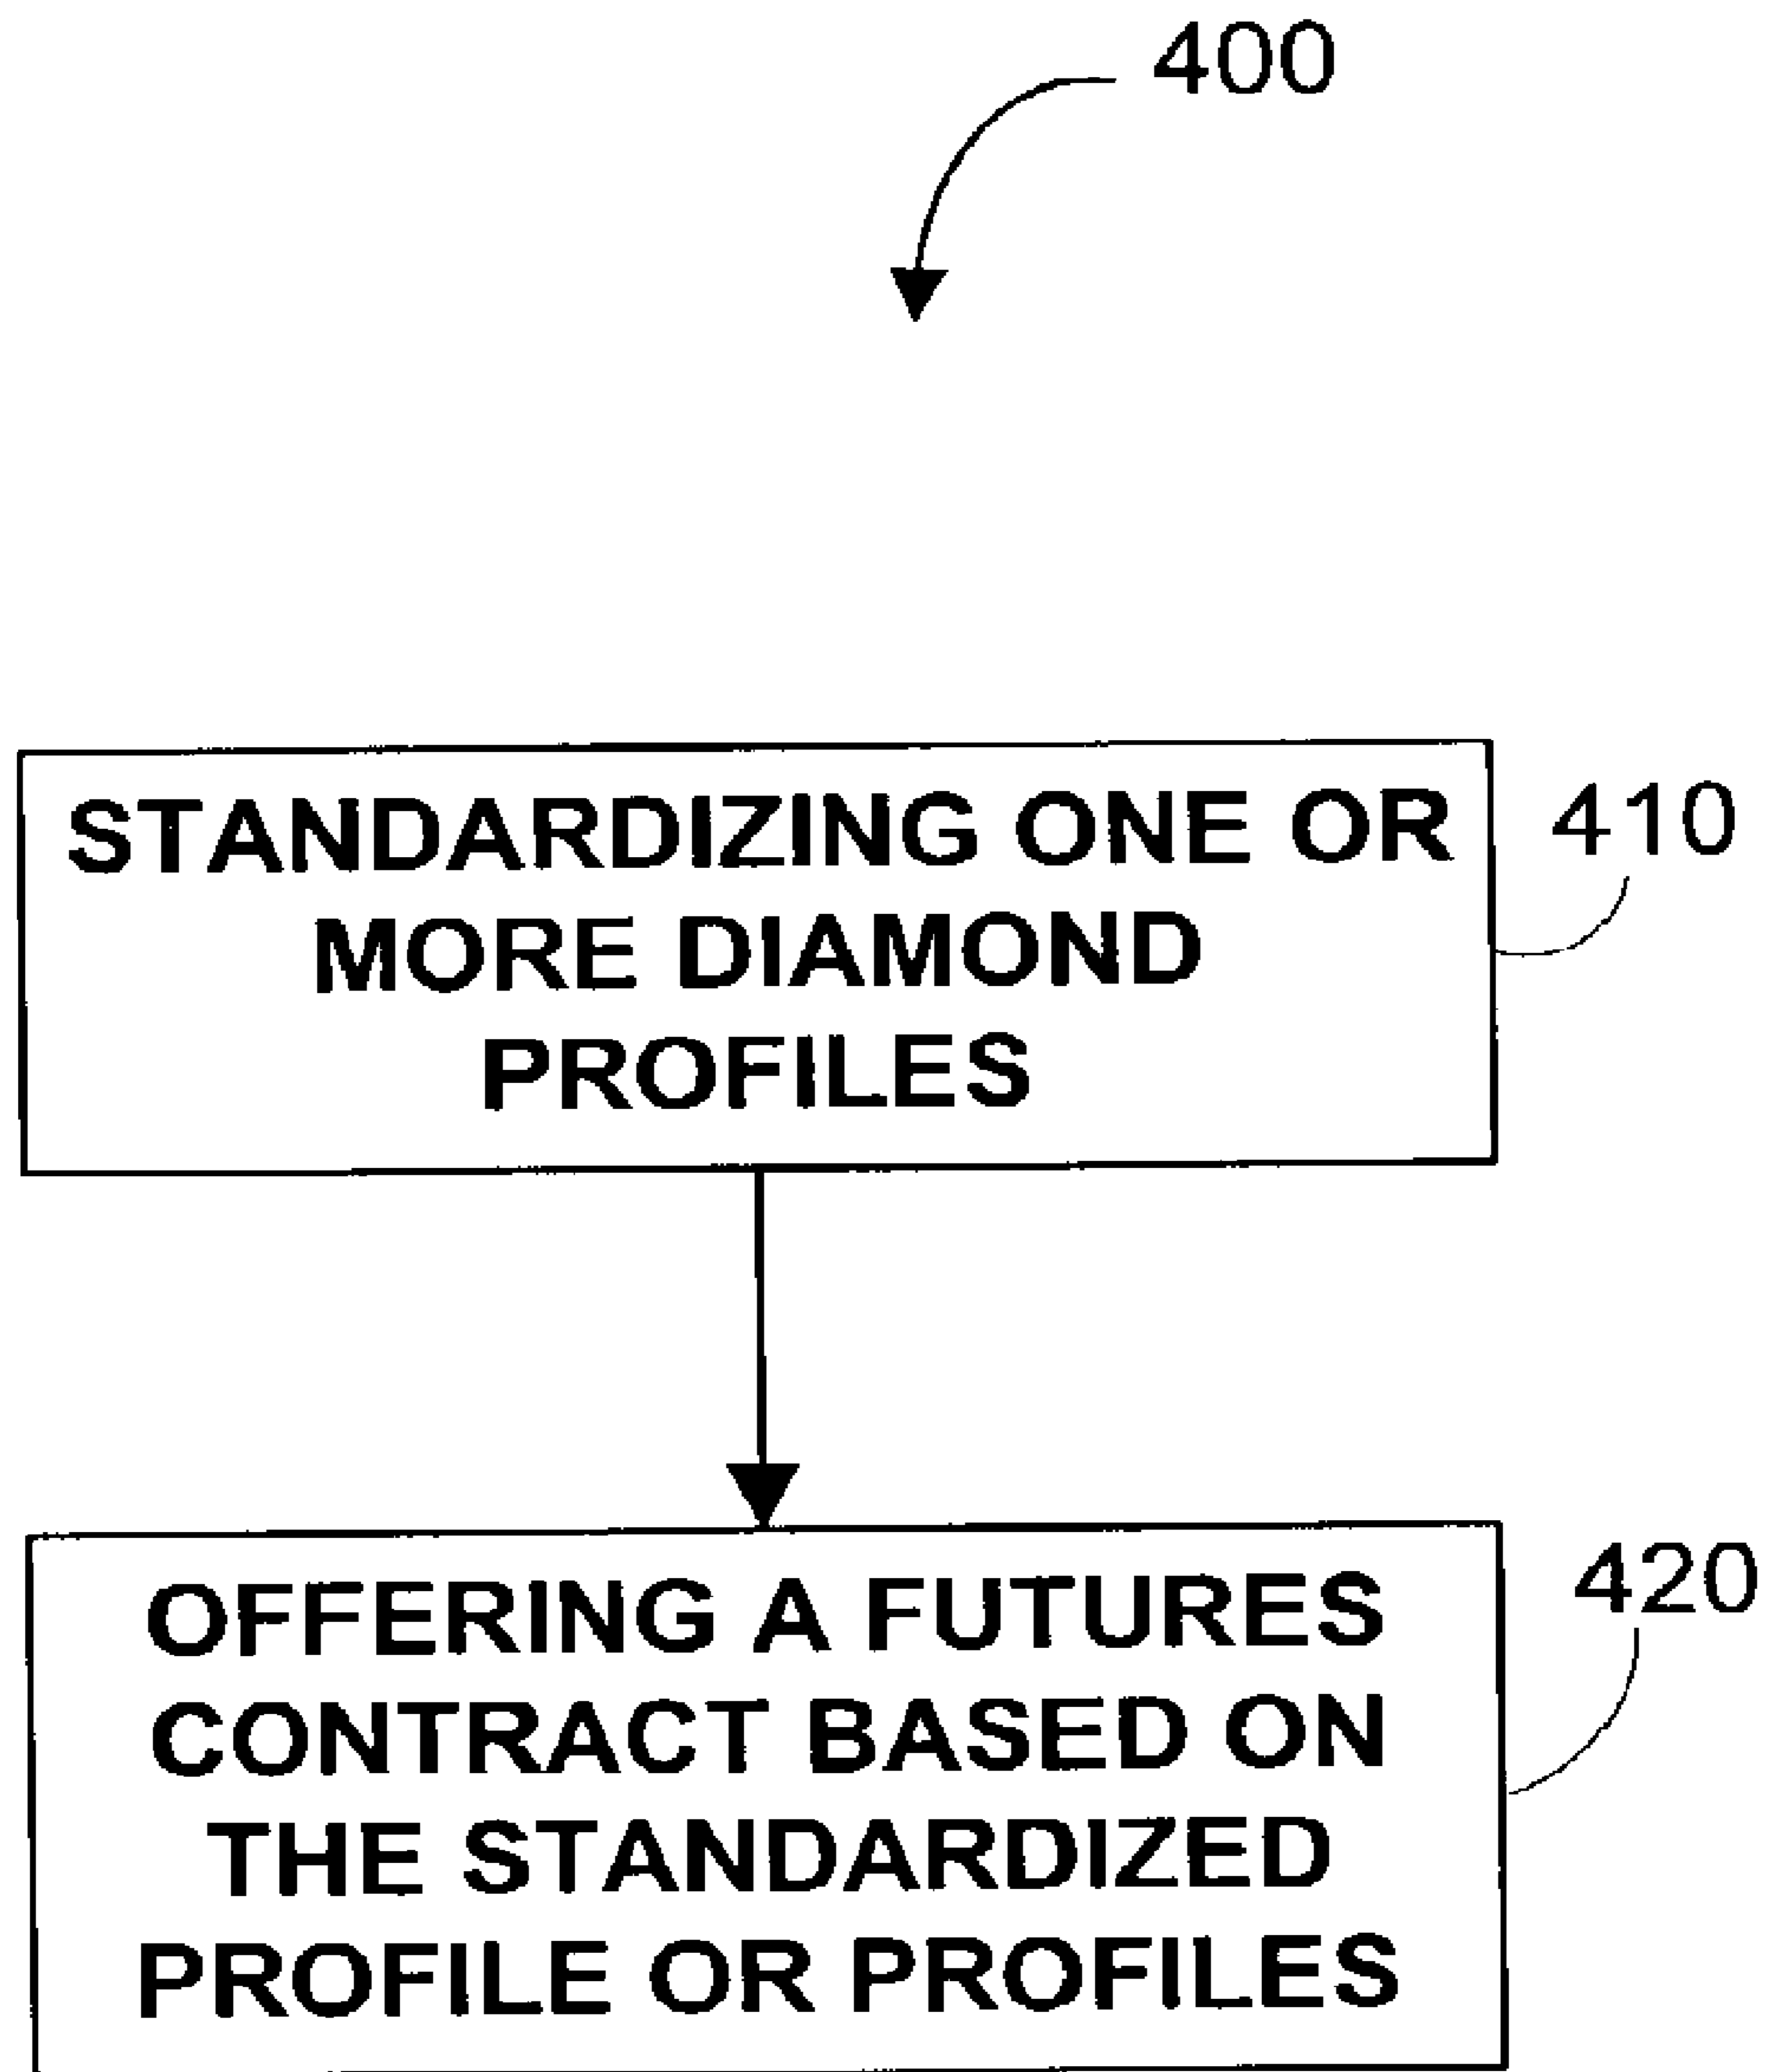 400
STANDARDIZING ONE OR
MORE DIAMOND
PROFILES
410
OFFERING A FUTURES
CONTRACT BASED ON
THE STANDARDIZED
PROFILE OR PROFILES
420